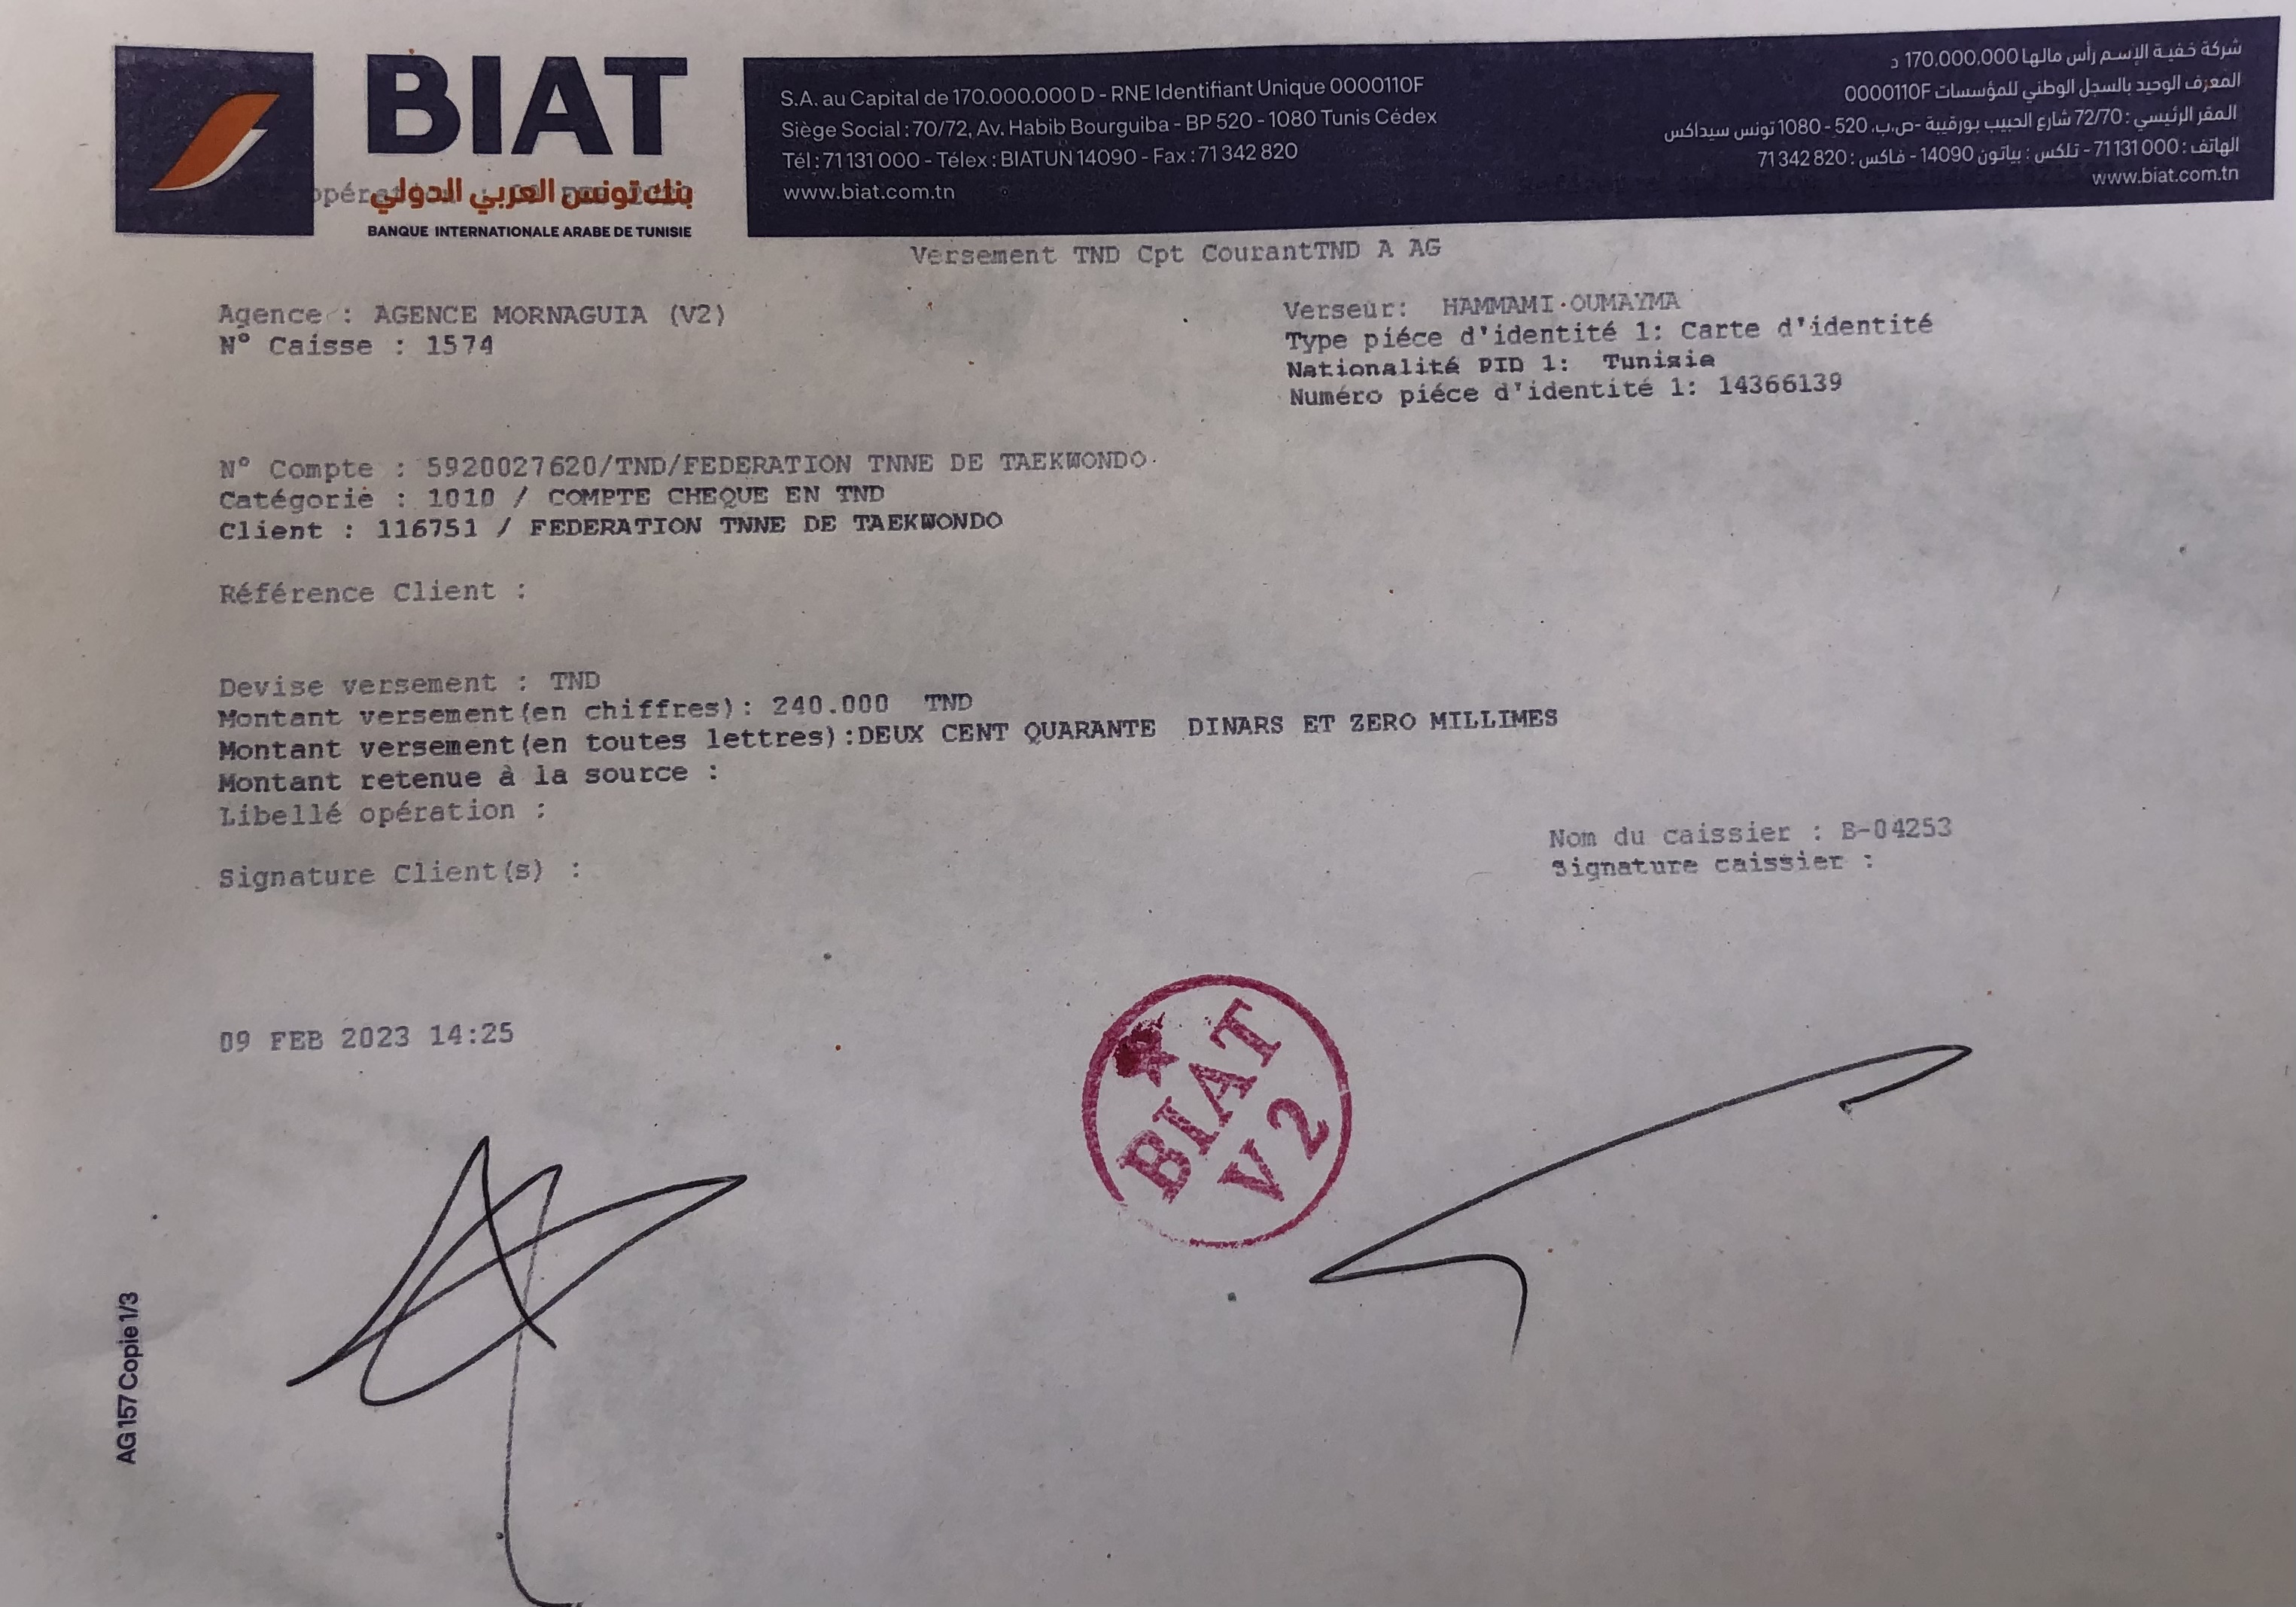 BIAT
بنك تونس العربي الدولي
BANQUE INTERNATIONALE ARABE DE TUNISIE
S.A. au Capital de 170.000.000 D - RNE Identifiant Unique 0000110F
Siège Social : 70/72, Av. Habib Bourguiba - BP 520 - 1080 Tunis Cédex
Tél : 71 131 000 - Télex : BIATUN 14090 - Fax : 71 342 820
www.biat.com.tn
شركة خفية الإسم رأس مالها 170.000.000 د
المعرف الوحيد بالسجل الوطني للمؤسسات 0000110F
المقر الرئيسي : 72/70 شارع الحبيب بورقيبة -ص.ب. 520 - 1080 تونس سيداكس
الهاتف : 71131000 - تلكس : بياتون 14090 - فاكس : 71342820
www.biat.com.tn
Versement TND Cpt CourantTND A AG
Agence : AGENCE MORNAGUIA (V2)
N° Caisse : 1574
Verseur: HAMMAMI OUMAYMA
Type piéce d'identité 1: Carte d'identité
Nationalité PID 1: Tunisie
Numéro piéce d'identité 1: 14366139
N° Compte : 5920027620/TND/FEDERATION TNNE DE TAEKWONDO
Catégorie : 1010 / COMPTE CHEQUE EN TND
Client : 116751 / FEDERATION TNNE DE TAEKWONDO
Référence Client :
Devise versement : TND
Montant versement(en chiffres): 240.000 TND
Montant versement(en toutes lettres):DEUX CENT QUARANTE DINARS ET ZERO MILLIMES
Montant retenue à la source :
Libellé opération :
Nom du caissier : B-04253
Signature caissier :
Signature Client(s) :
09 FEB 2023 14:25
BIAT
V2
AG 157 Copie 1/3